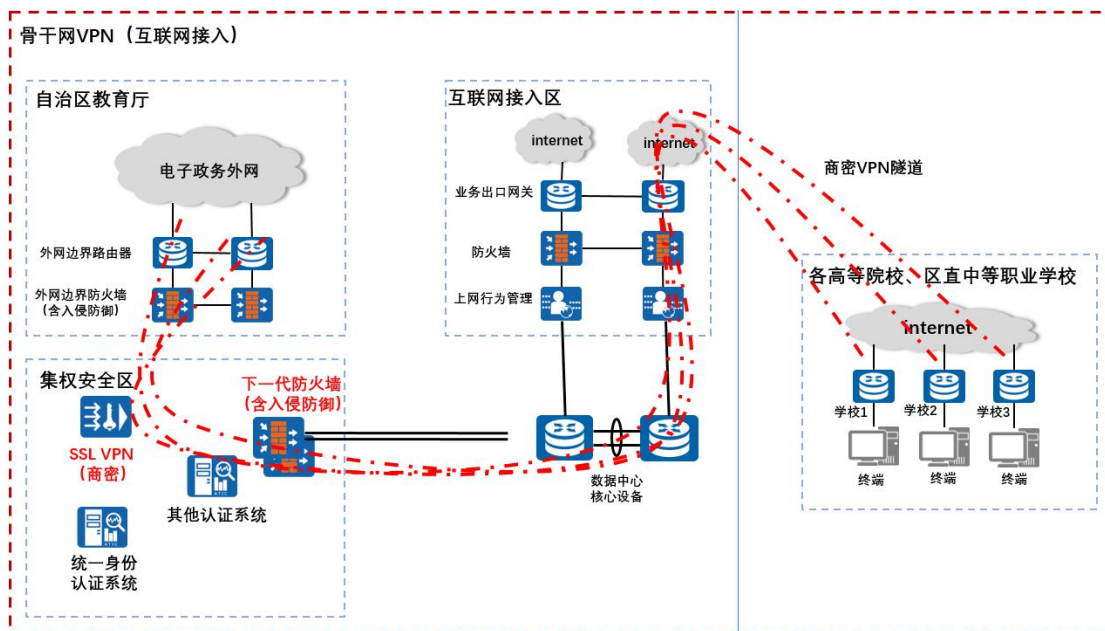 骨干网VPN（互联网接入）
自治区教育厅
电子政务外网
外网边界路由器
外网边界防火墙
（含入侵防御）
集权安全区
SSL VPN
（商密）
下一代防火墙
（含入侵防御）
其他认证系统
统一身份
认证系统
互联网接入区
internet
internet
业务出口网关
防火墙
上网行为管理
数据中心
核心设备
商密VPN隧道
各高等院校、区直中等职业学校
internet
学校1
学校2
学校3
终端
终端
终端